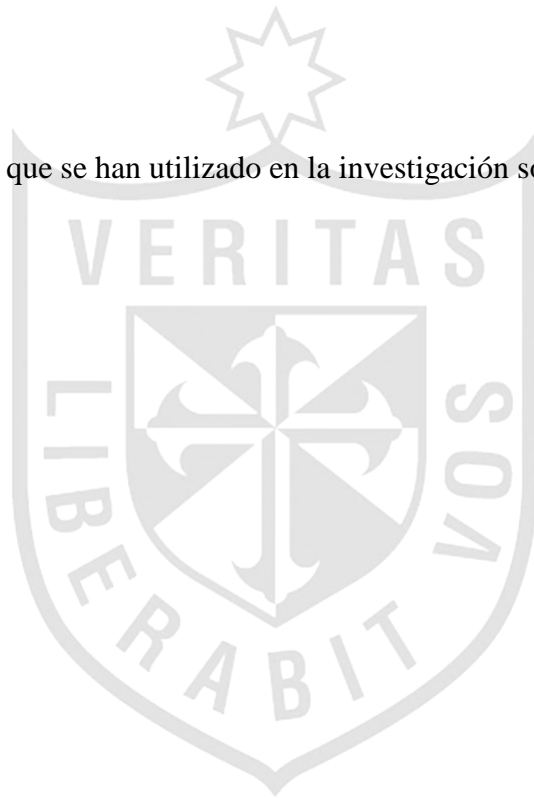 que se han utilizado en la investigación
VERITAS
LIBERABIT
VOS